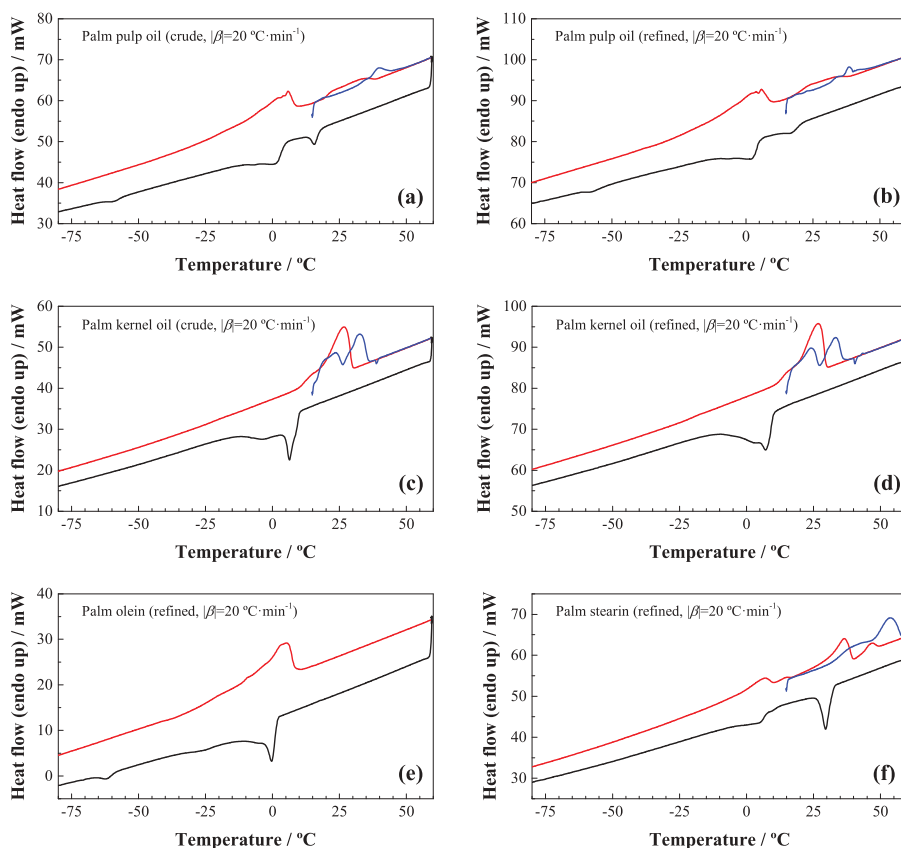 Palm pulp oil (crude, |β|=20 ºC·min⁻¹)
Heat flow (endo up) / mW
80
70
60
50
40
30
(a)
-75 -50 -25 0 25 50
Temperature / ºC
Palm pulp oil (refined, |β|=20 ºC·min⁻¹)
Heat flow (endo up) / mW
110
100
90
80
70
60
(b)
-75 -50 -25 0 25 50
Temperature / ºC
Palm kernel oil (crude, |β|=20 ºC·min⁻¹)
Heat flow (endo up) / mW
60
50
40
30
20
10
(c)
-75 -50 -25 0 25 50
Temperature / ºC
Palm kernel oil (refined, |β|=20 ºC·min⁻¹)
Heat flow (endo up) / mW
100
90
80
70
60
50
(d)
-75 -50 -25 0 25 50
Temperature / ºC
Palm olein (refined, |β|=20 ºC·min⁻¹)
Heat flow (endo up) / mW
40
30
20
10
0
(e)
-75 -50 -25 0 25 50
Temperature / ºC
Palm stearin (refined, |β|=20 ºC·min⁻¹)
Heat flow (endo up) / mW
70
60
50
40
30
(f)
-75 -50 -25 0 25 50
Temperature / ºC